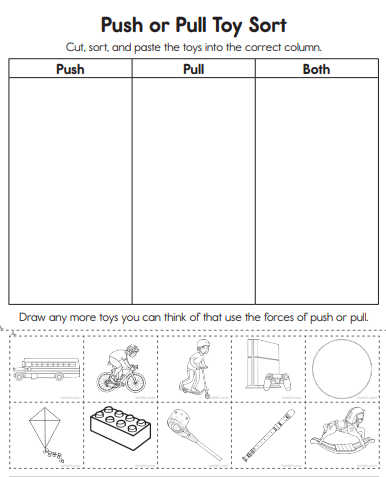 Push or Pull Toy Sort
Cut, sort, and paste the toys into the correct column.
Push Pull Both
Draw any more toys you can think of that use the forces of push or pull.